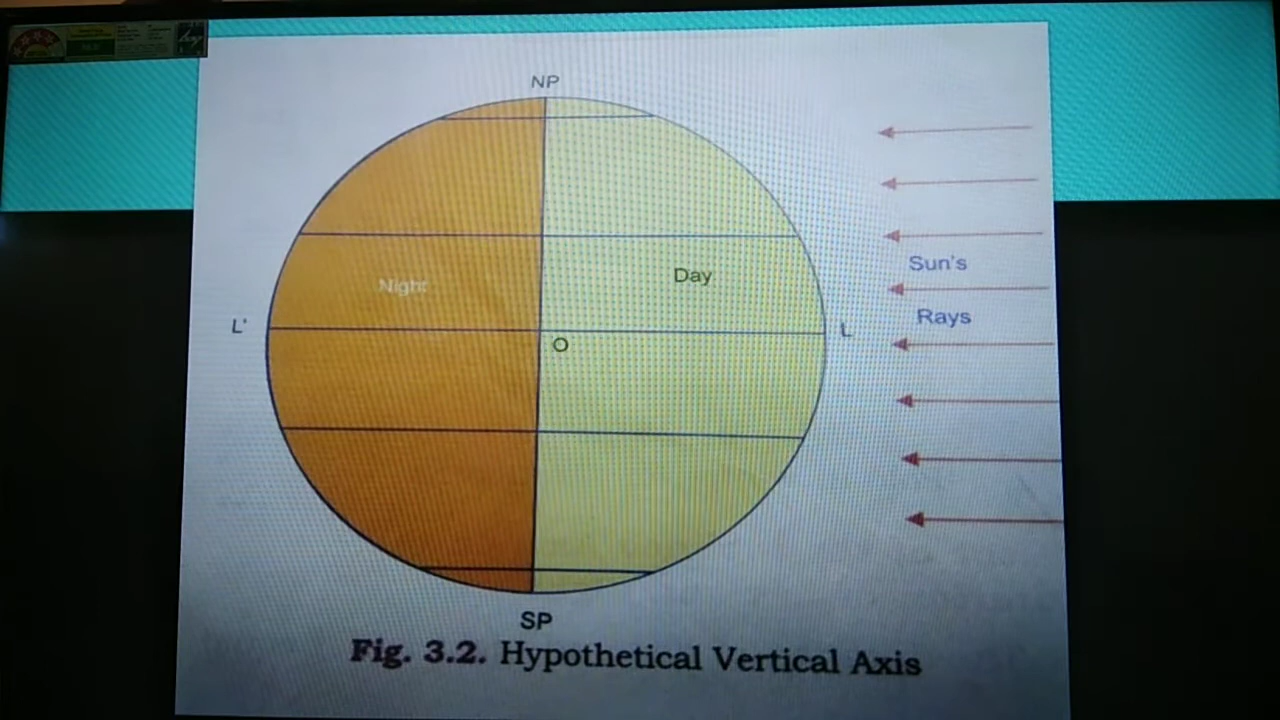 NP
Night
Day
Sun's
Rays
L'
L
O
SP
Fig. 3.2. Hypothetical Vertical Axis